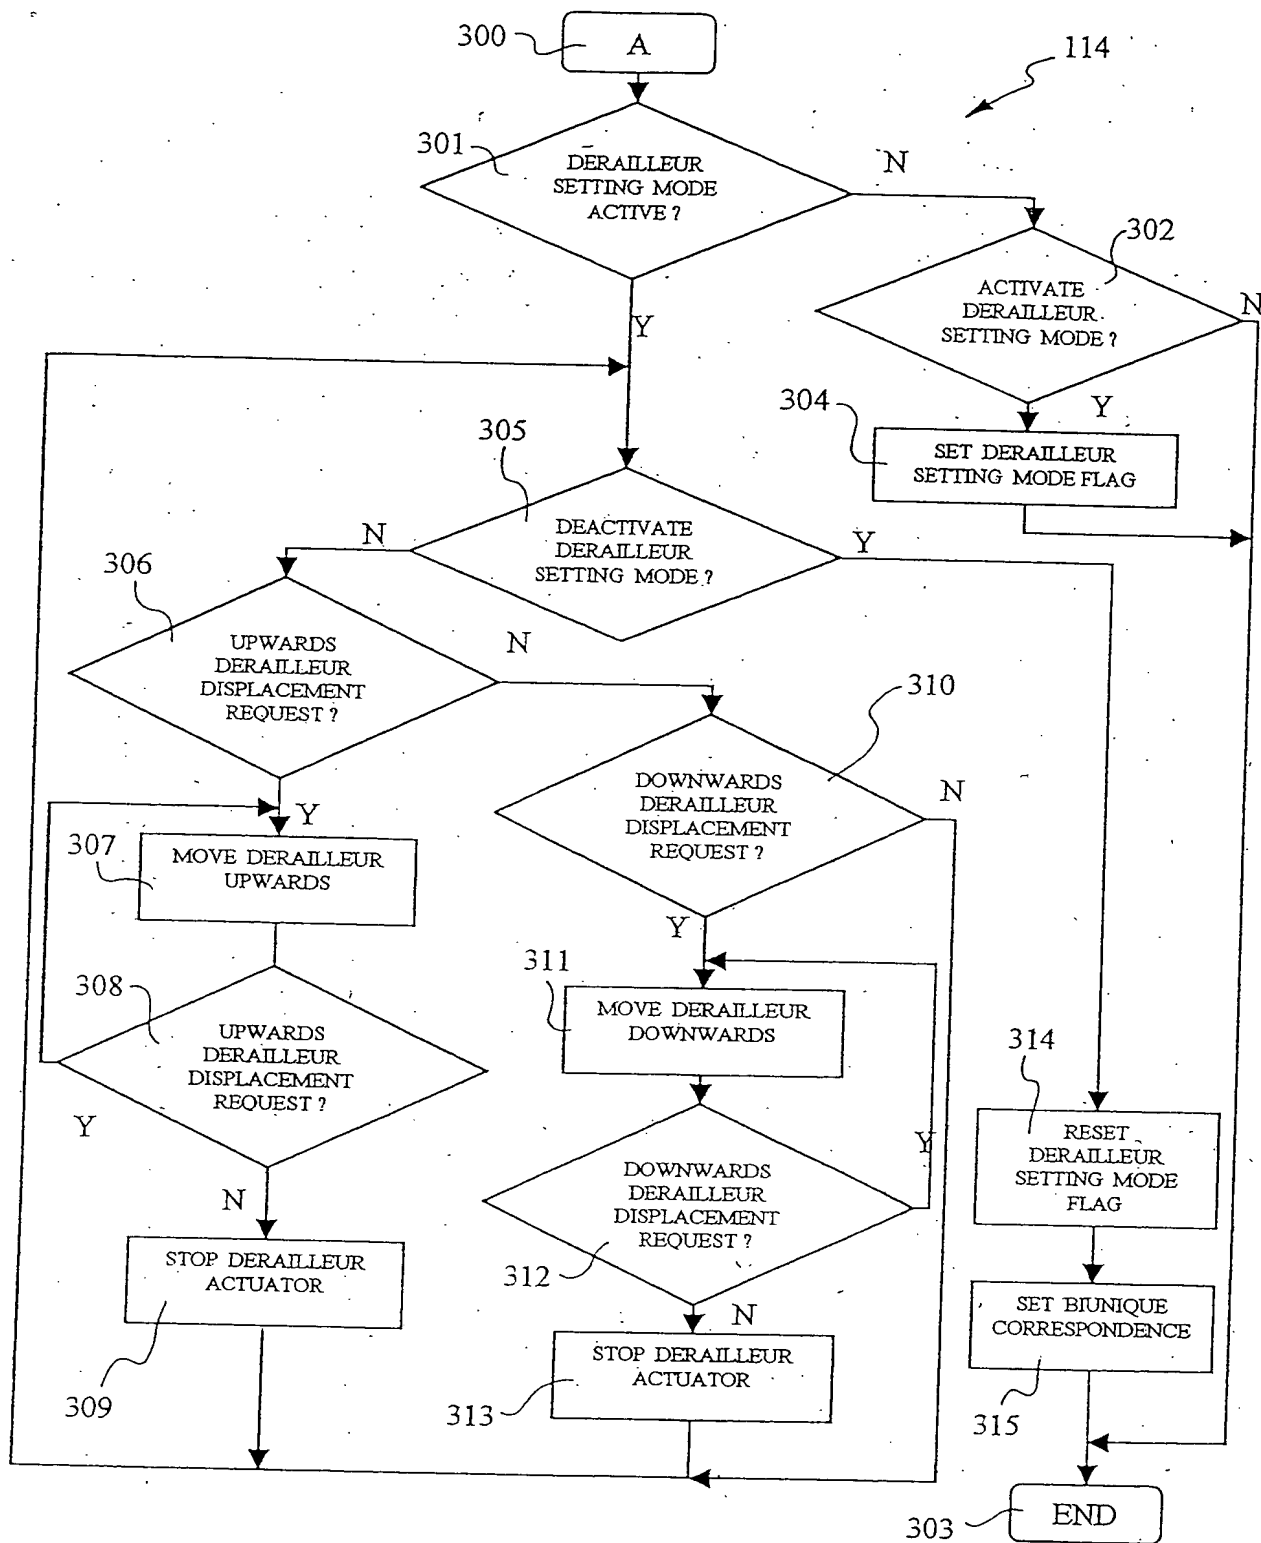 300
A
114
301
DERAILLEUR
SETTING MODE
ACTIVE ?
N
302
ACTIVATE
DERAILLEUR
SETTING MODE ?
N
Y
Y
304
SET DERAILLEUR
SETTING MODE FLAG
305
DEACTIVATE
DERAILLEUR
SETTING MODE ?
N
Y
306
UPWARDS
DERAILLEUR
DISPLACEMENT
REQUEST ?
N
310
DOWNWARDS
DERAILLEUR
DISPLACEMENT
REQUEST ?
N
Y
307
MOVE DERAILLEUR
UPWARDS
Y
311
MOVE DERAILLEUR
DOWNWARDS
308
UPWARDS
DERAILLEUR
DISPLACEMENT
REQUEST ?
Y
N
312
DOWNWARDS
DERAILLEUR
DISPLACEMENT
REQUEST ?
Y
N
314
RESET
DERAILLEUR
SETTING MODE
FLAG
309
STOP DERAILLEUR
ACTUATOR
313
STOP DERAILLEUR
ACTUATOR
SET BIUNIQUE
CORRESPONDENCE
315
303
END